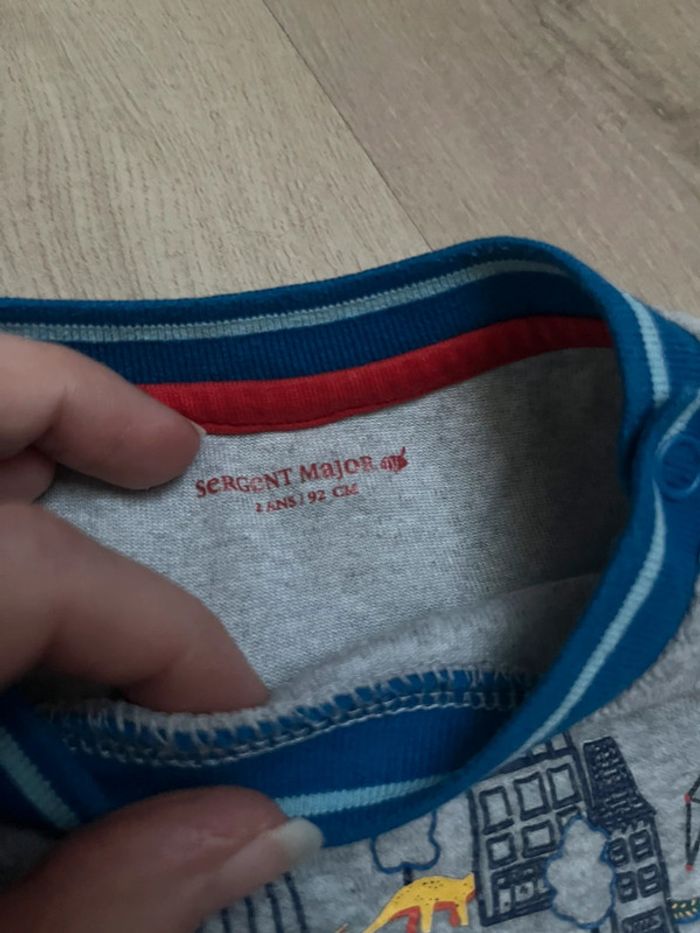 SeRGeNT MajoR
2 ANS / 92 CM